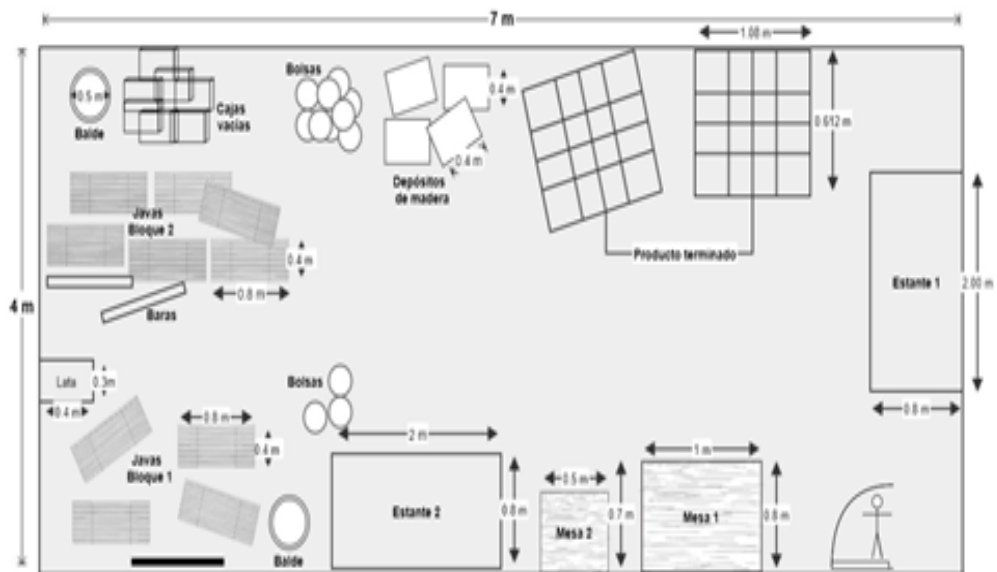 7 m
1.00 m
0.5 m
Balde
Cajas
vacías
Bolsas
0.4 m
0.4 m
Depósitos
de madera
0.612 m
Producto terminado
Javas
Bloque 2
0.4 m
0.8 m
Baras
4 m
Estante 1
2.00 m
0.8 m
Lata
0.3m
0.4 m
Bolsas
0.8 m
0.4 m
Javas
Bloque 1
Balde
2 m
Estante 2
0.8 m
0.5 m
Mesa 2
0.7 m
1 m
Mesa 1
0.8 m